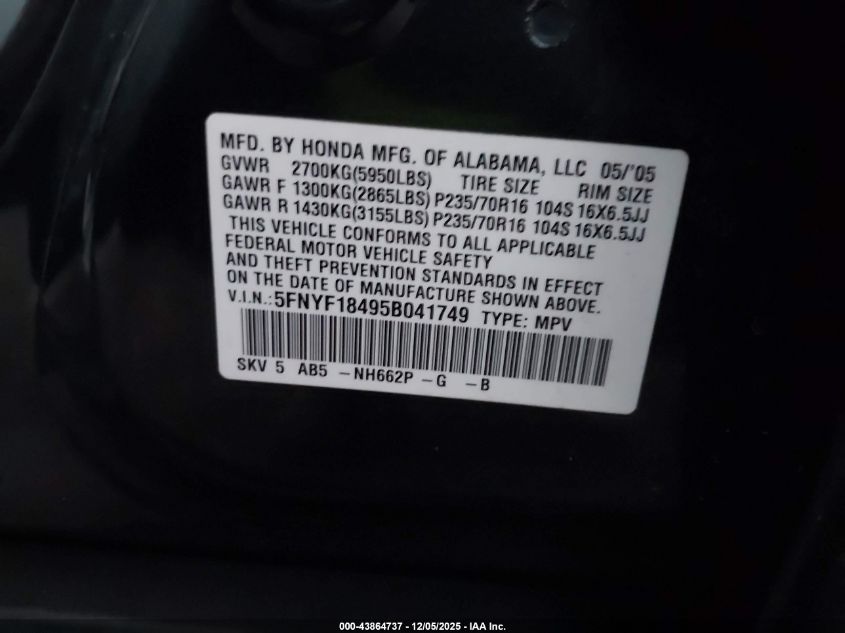 MFD. BY HONDA MFG. OF ALABAMA, LLC 05/'05
GVWR 2700KG(5950LBS) TIRE SIZE RIM SIZE
GAWR F 1300KG(2865LBS) P235/70R16 104S 16X6.5JJ
GAWR R 1430KG(3155LBS) P235/70R16 104S 16X6.5JJ
THIS VEHICLE CONFORMS TO ALL APPLICABLE
FEDERAL MOTOR VEHICLE SAFETY
AND THEFT PREVENTION STANDARDS IN EFFECT
ON THE DATE OF MANUFACTURE SHOWN ABOVE.
V.I.N.: 5FNYF18495B041749 TYPE: MPV
SKV 5 AB5 -NH662P -G -B
000-43864737 - 12/05/2025 - IAA Inc.